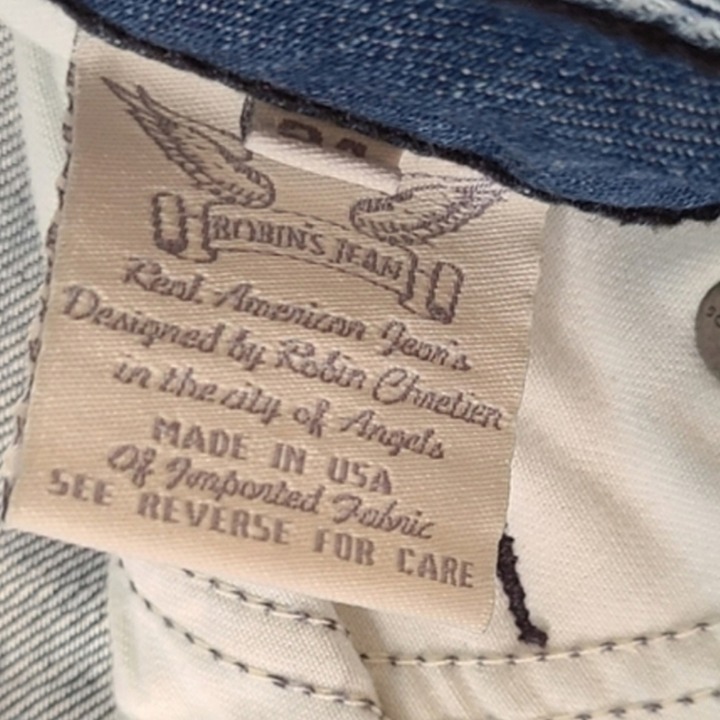 ROBIN'S JEAN
Real American Jean's
Designed by Robin Chretien
in the city of Angels
MADE IN USA
Of Imported Fabric
SEE REVERSE FOR CARE